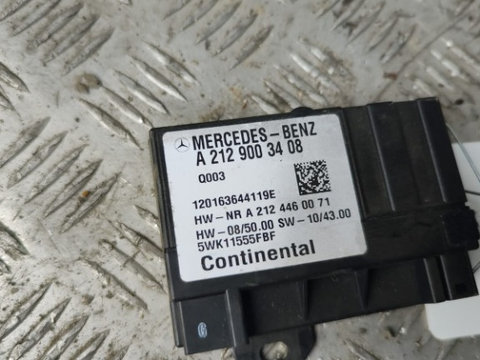 MERCEDES-BENZ
A 212 900 34 08
Q003
120163644119E
HW-NR A 212 446 00 71
HW-08/50.00 SW-10/43.00
5WK11555FBF
Continental